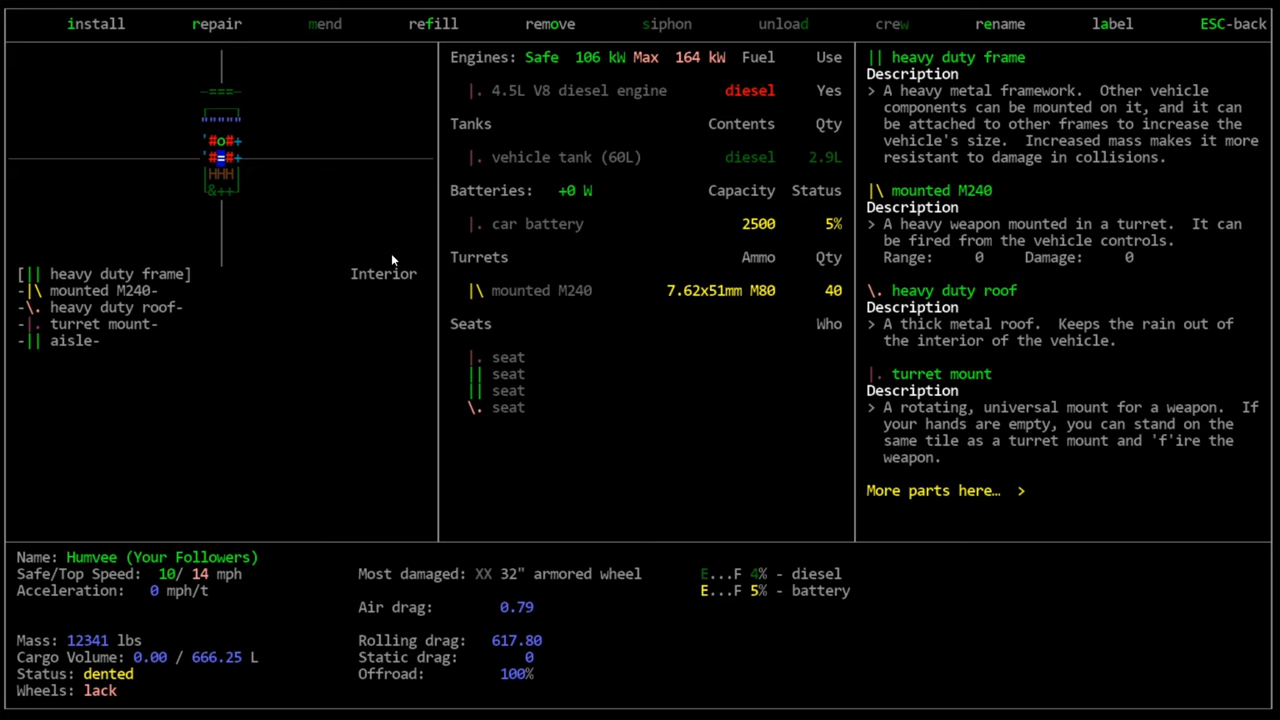 install repair mend refill remove siphon unload crew rename label ESC-back
Engines: Safe 106 kW Max 164 kW Fuel Use
|. 4.5L V8 diesel engine diesel Yes
Tanks Contents Qty
|. vehicle tank (60L) diesel 2.9L
Batteries: +0 W Capacity Status
|. car battery 2500 5%
Turrets Ammo Qty
|\ mounted M240 7.62x51mm M80 40
Seats Who
|. seat
|| seat
|| seat
\. seat
[|| heavy duty frame] Interior
-|\ mounted M240-
-\. heavy duty roof-
-|. turret mount-
-|| aisle-
|| heavy duty frame
Description
> A heavy metal framework. Other vehicle
components can be mounted on it, and it can
be attached to other frames to increase the
vehicle's size. Increased mass makes it more
resistant to damage in collisions.
|\ mounted M240
Description
> A heavy weapon mounted in a turret. It can
be fired from the vehicle controls.
Range: 0 Damage: 0
\. heavy duty roof
Description
> A thick metal roof. Keeps the rain out of
the interior of the vehicle.
|. turret mount
Description
> A rotating, universal mount for a weapon. If
your hands are empty, you can stand on the
same tile as a turret mount and 'f'ire the
weapon.
More parts here… >
Name: Humvee (Your Followers)
Safe/Top Speed: 10/ 14 mph
Acceleration: 0 mph/t
Mass: 12341 lbs
Cargo Volume: 0.00 / 666.25 L
Status: dented
Wheels: lack
Most damaged: XX 32" armored wheel
Air drag: 0.79
Rolling drag: 617.80
Static drag: 0
Offroad: 100%
E...F 4% - diesel
E...F 5% - battery